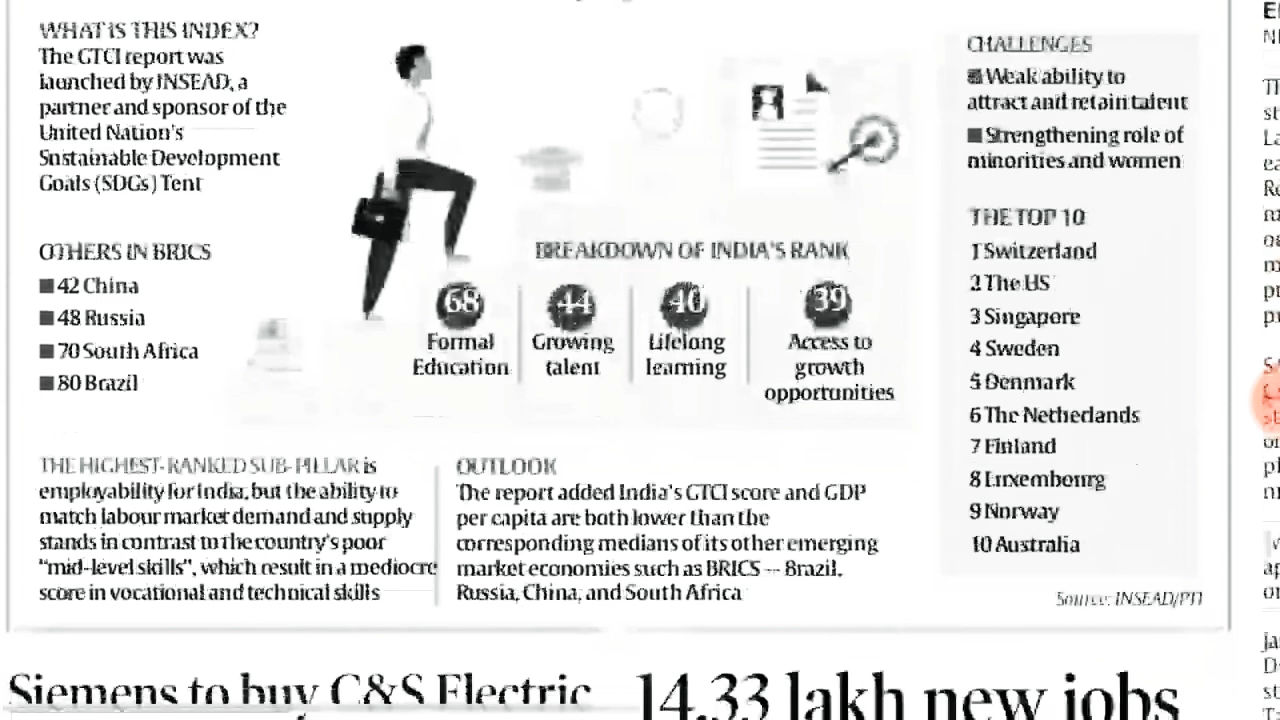 WHAT IS THIS INDEX?
The GTCI report was
launched by INSEAD, a
partner and sponsor of the
United Nation's
Sustainable Development
Goals (SDGs) Tent
OTHERS IN BRICS
■ 42 China
■ 48 Russia
■ 70 South Africa
■ 80 Brazil
BREAKDOWN OF INDIA'S RANK
68
Formal
Education
44
Growing
talent
40
Lifelong
learning
39
Access to
growth
opportunities
THE HIGHEST-RANKED SUB-PILLAR is
employability for India, but the ability to
match labour market demand and supply
stands in contrast to the country's poor
"mid-level skills", which result in a mediocre
score in vocational and technical skills
OUTLOOK
The report added India's GTCI score and GDP
per capita are both lower than the
corresponding medians of its other emerging
market economies such as BRICS — Brazil,
Russia, China, and South Africa
CHALLENGES
■ Weak ability to
attract and retain talent
■ Strengthening role of
minorities and women
THE TOP 10
1 Switzerland
2 The US
3 Singapore
4 Sweden
5 Denmark
6 The Netherlands
7 Finland
8 Luxembourg
9 Norway
10 Australia
Source: INSEAD/PTI
Siemens to buy C&S Electric
14.33 lakh new jobs